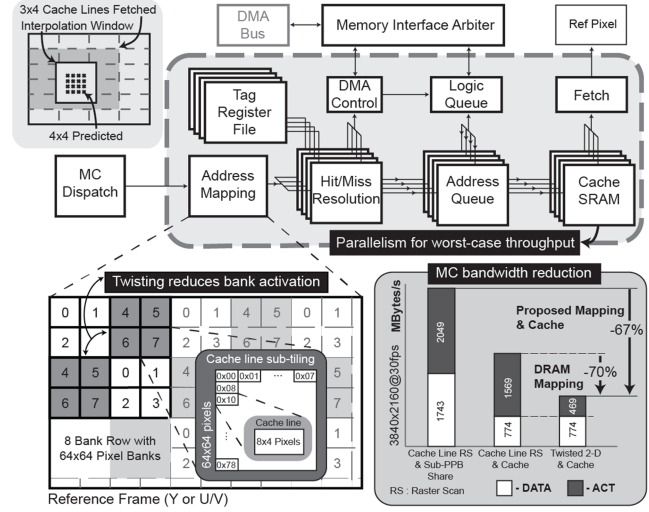 3x4 Cache Lines Fetched
Interpolation Window
4x4 Predicted
DMA
Bus
Memory Interface Arbiter
Ref Pixel
Tag
Register
File
DMA
Control
Logic
Queue
Fetch
MC
Dispatch
Address
Mapping
Hit/Miss
Resolution
Address
Queue
Cache
SRAM
Parallelism for worst-case throughput
Twisting reduces bank activation
0 1 4 5 0 1 4 5 0 1
2 6 7 2 3 6 7 2 3
4 5 0 1 4 5
6 7 2 3 6 7
0 1
2 3
8 Bank Row with
64x64 Pixel Banks
Cache line sub-tiling
64x64 pixels
0x00 0x01 ... 0x07
0x08
0x10
⋮
0x78
Cache line
8x4 Pixels
Reference Frame (Y or U/V)
MC bandwidth reduction
3840x2160@30fps MBytes/s
2049
1743
1569
774
469
774
Proposed Mapping
& Cache
-67%
DRAM
Mapping
-70%
Cache Line RS
& Sub-PPB
Share
Cache Line RS
& Cache
Twisted 2-D
& Cache
RS : Raster Scan
- DATA
- ACT